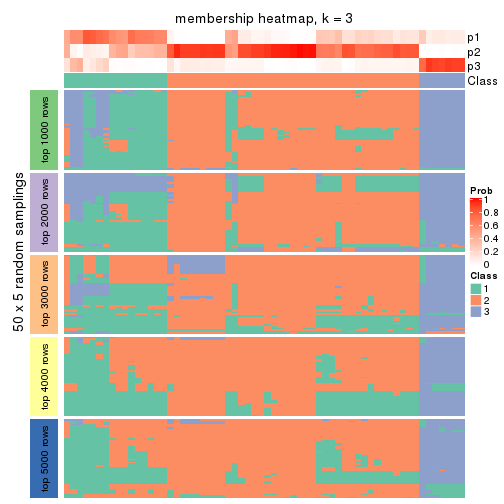 membership heatmap, k = 3
p1
p2
p3
Class
50 x 5 random samplings
top 1000 rows
top 2000 rows
top 3000 rows
top 4000 rows
top 5000 rows
Prob
1
0.8
0.6
0.4
0.2
0
Class
1
2
3